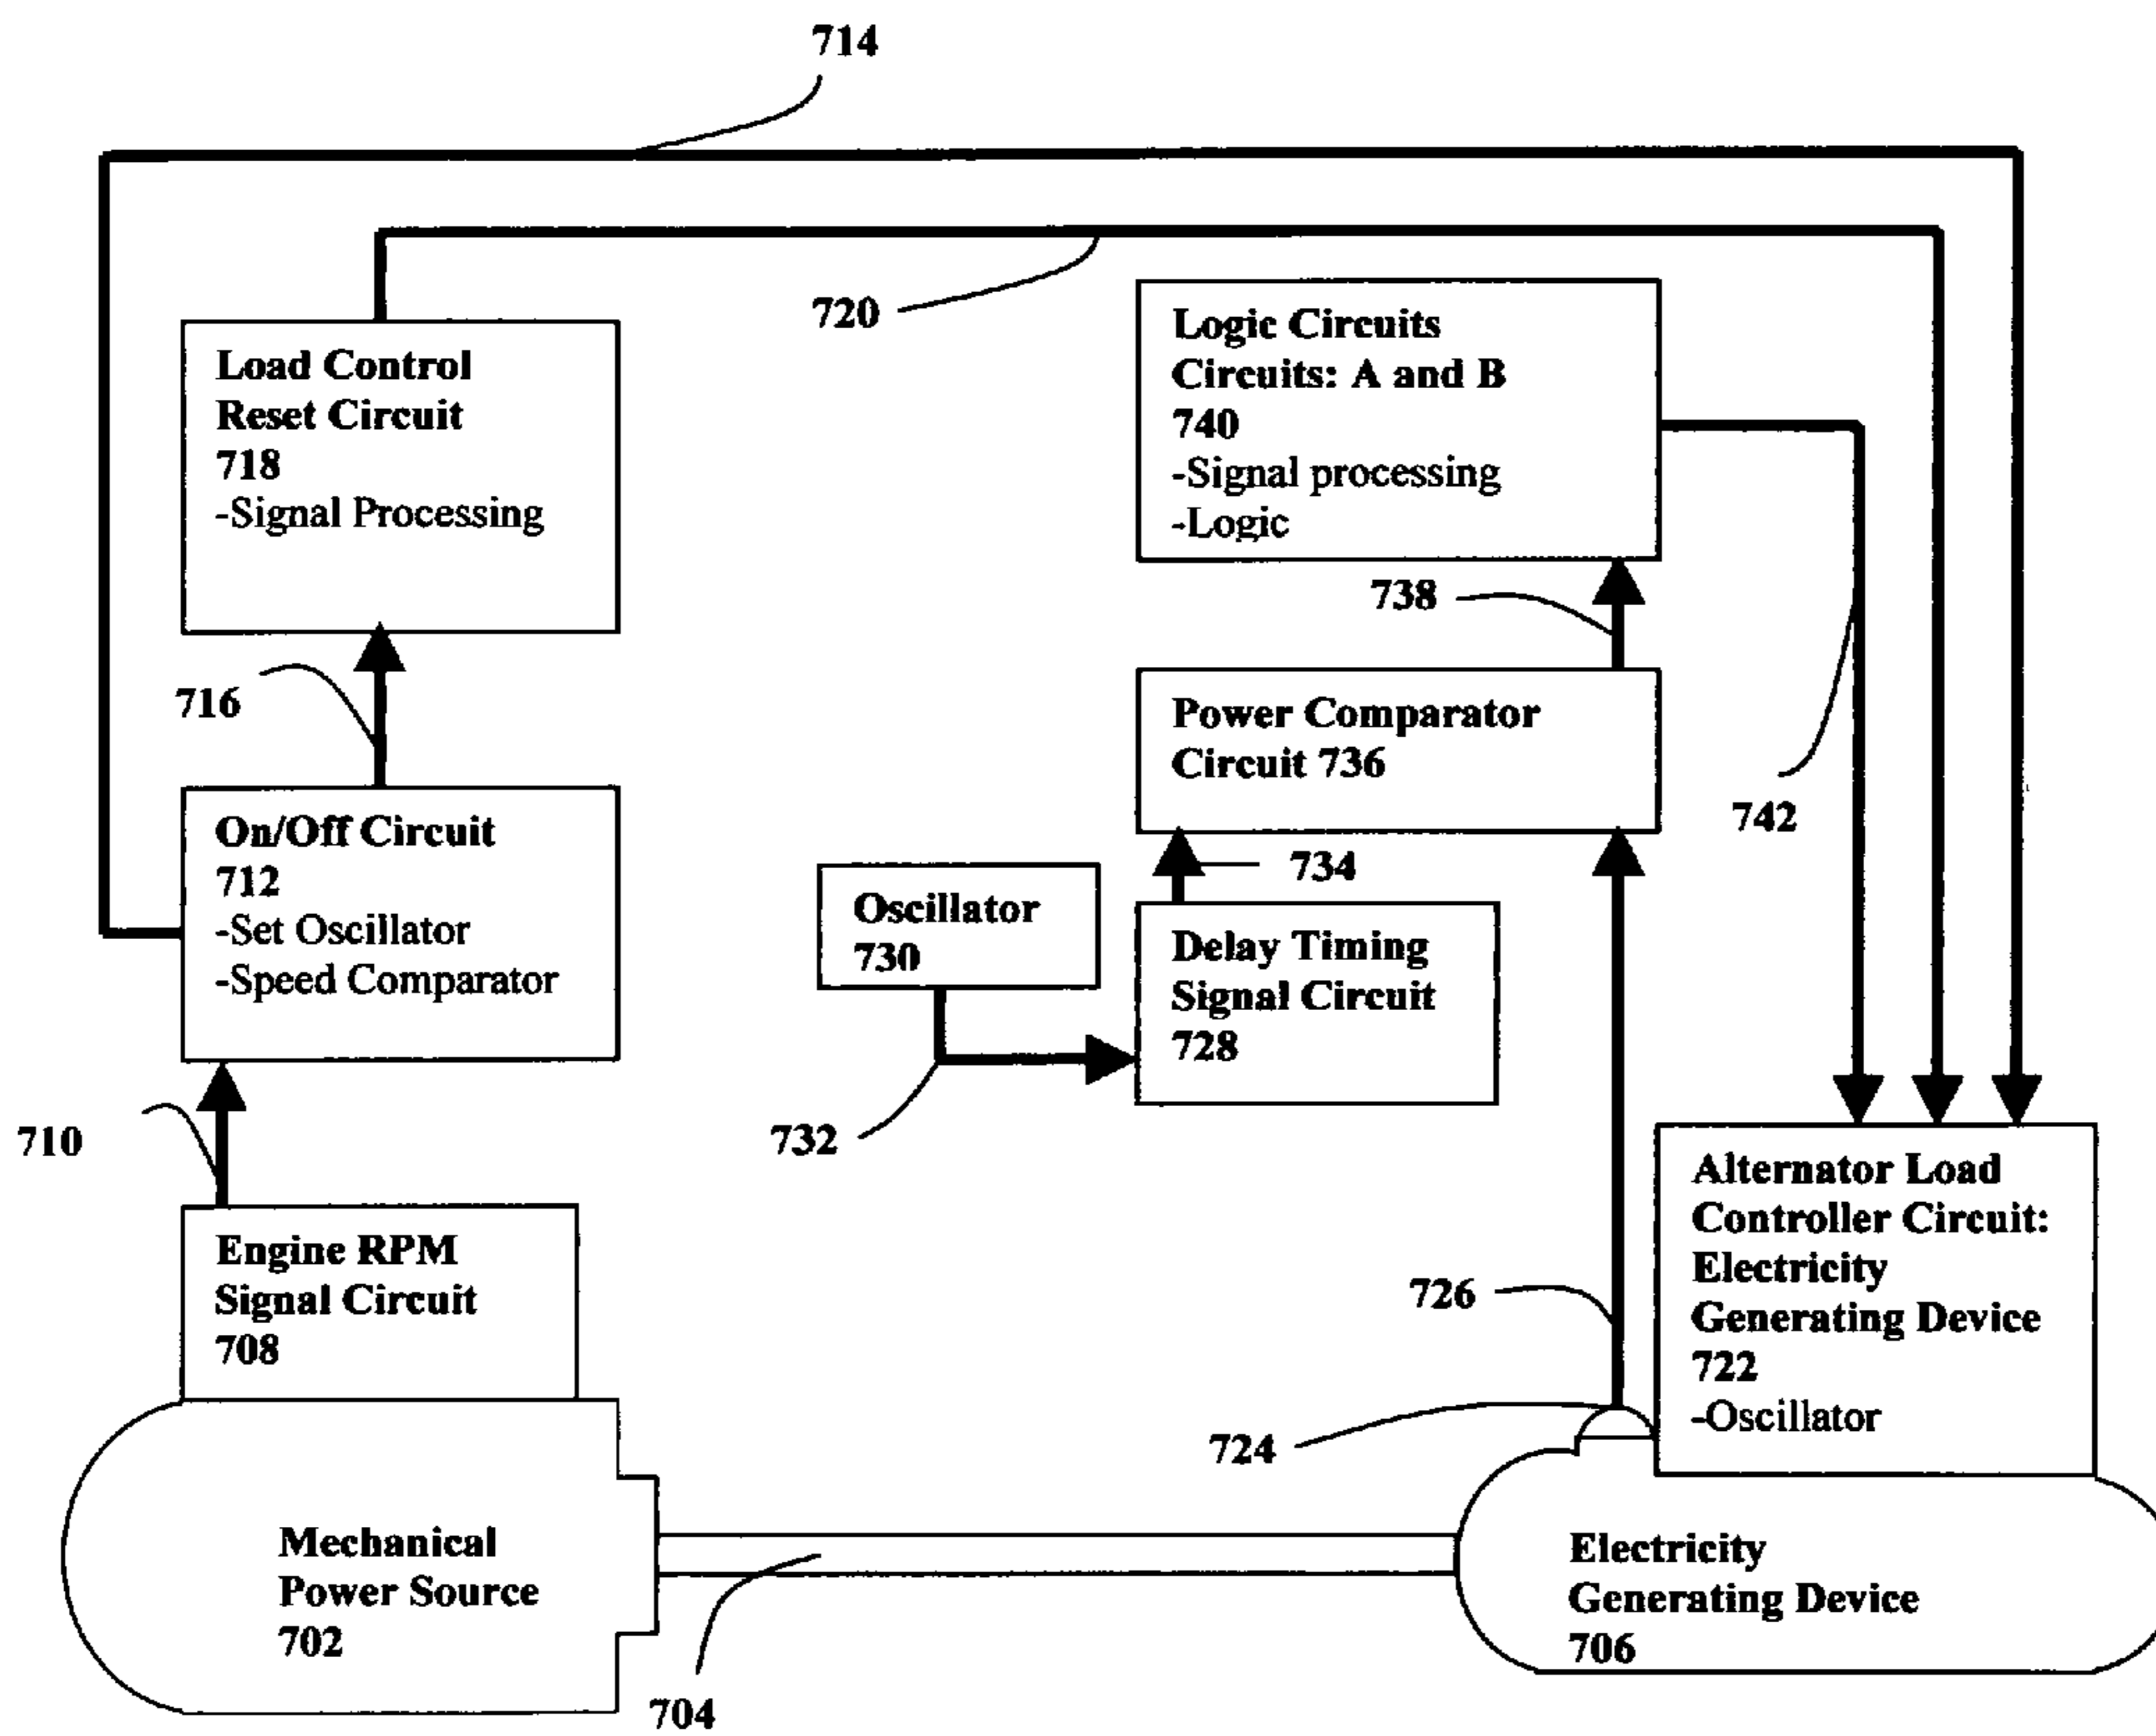 714
720
Load Control
Reset Circuit
718
-Signal Processing
Logic Circuits
Circuits: A and B
740
-Signal processing
-Logic
738
716
Power Comparator
Circuit 736
742
On/Off Circuit
712
-Set Oscillator
-Speed Comparator
734
Oscillator
730
Delay Timing
Signal Circuit
728
732
710
Engine RPM
Signal Circuit
708
Alternator Load
Controller Circuit:
Electricity
Generating Device
722
-Oscillator
726
724
Mechanical
Power Source
702
Electricity
Generating Device
706
704